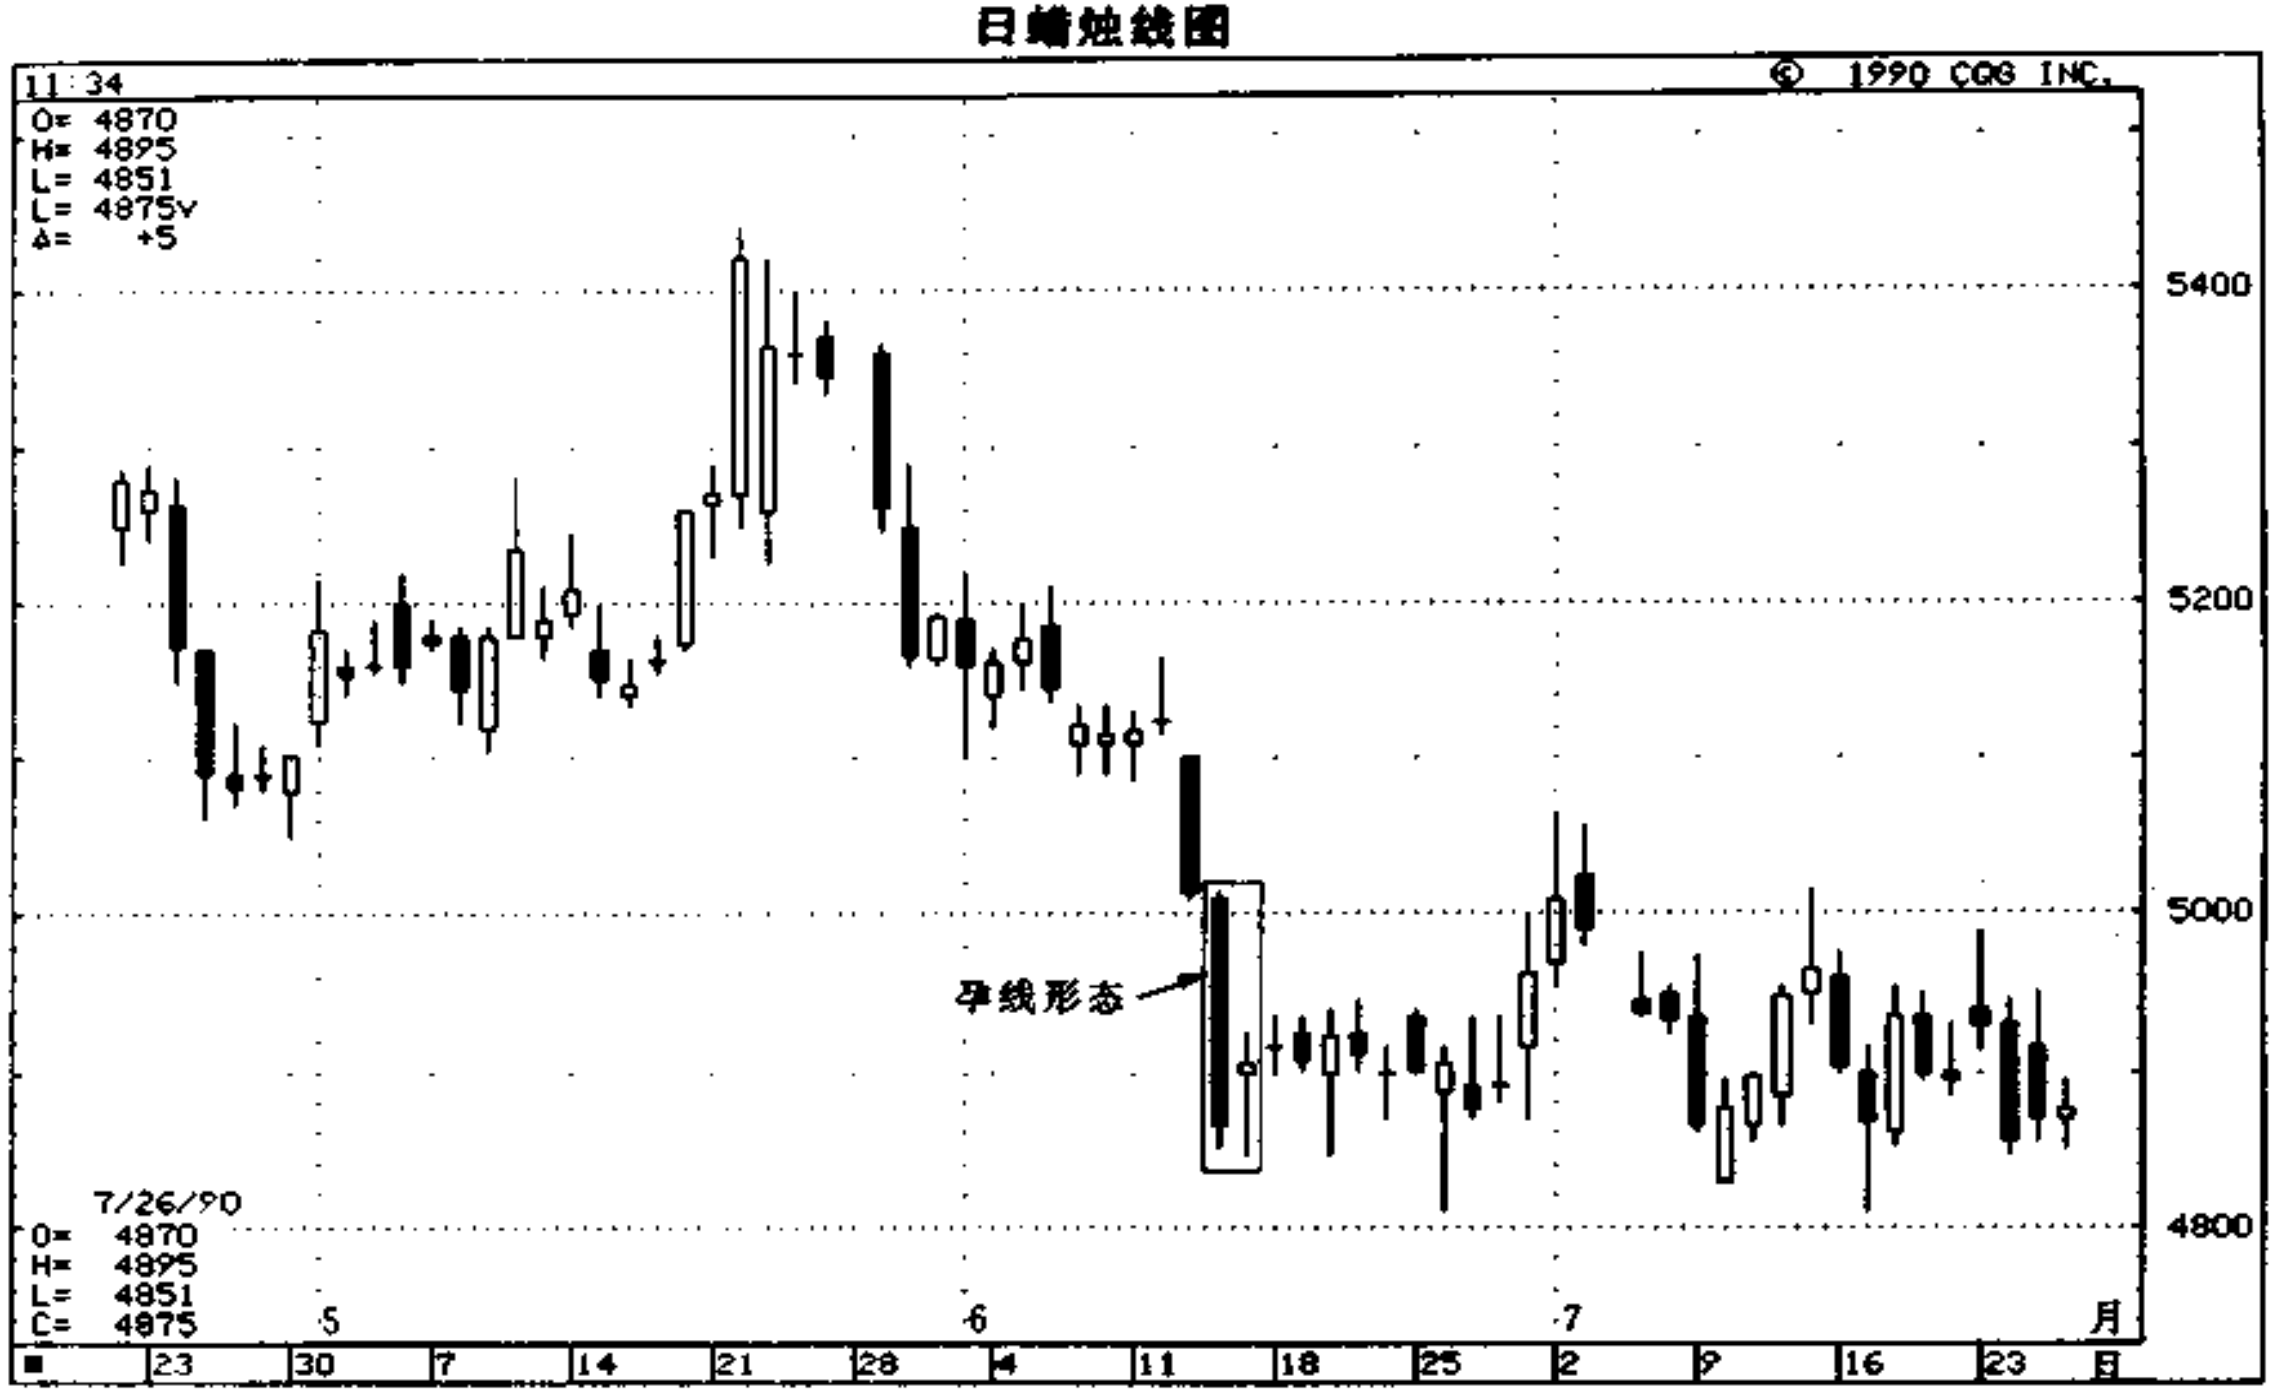 日蜡烛线图
11:34
© 1990 CQG INC.
O= 4870
H= 4895
L= 4851
L= 4875v
Δ= +5
5400
5200
5000
4800
孕线形态
7/26/90
O= 4870
H= 4895
L= 4851
C= 4875
5 6 7 月
23 30 7 14 21 28 4 11 18 25 2 9 16 23 日